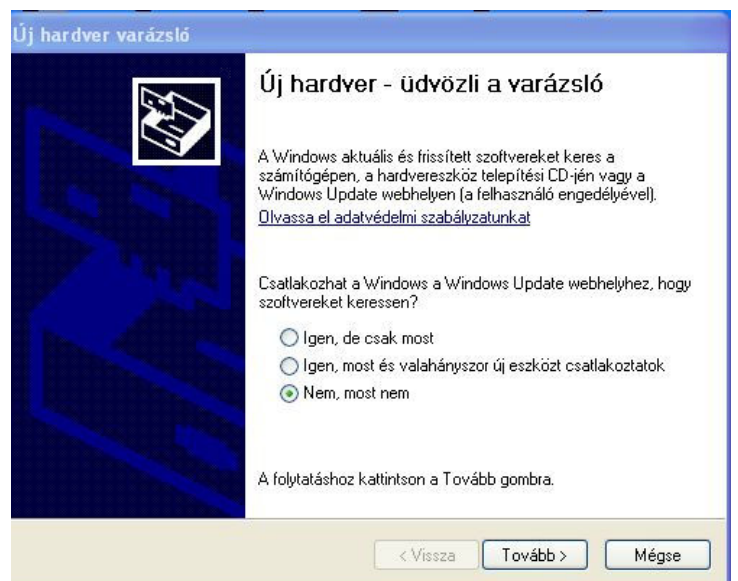 Új hardver varázsló
Új hardver - üdvözli a varázsló
A Windows aktuális és frissített szoftvereket keres a
számítógépen, a hardvereszköz telepítési CD-jén vagy a
Windows Update webhelyen (a felhasználó engedélyével).
Olvassa el adatvédelmi szabályzatunkat
Csatlakozhat a Windows a Windows Update webhelyhez, hogy
szoftvereket keressen?
Igen, de csak most
Igen, most és valahányszor új eszközt csatlakoztatok
Nem, most nem
A folytatáshoz kattintson a Tovább gombra.
< Vissza
Tovább >
Mégse